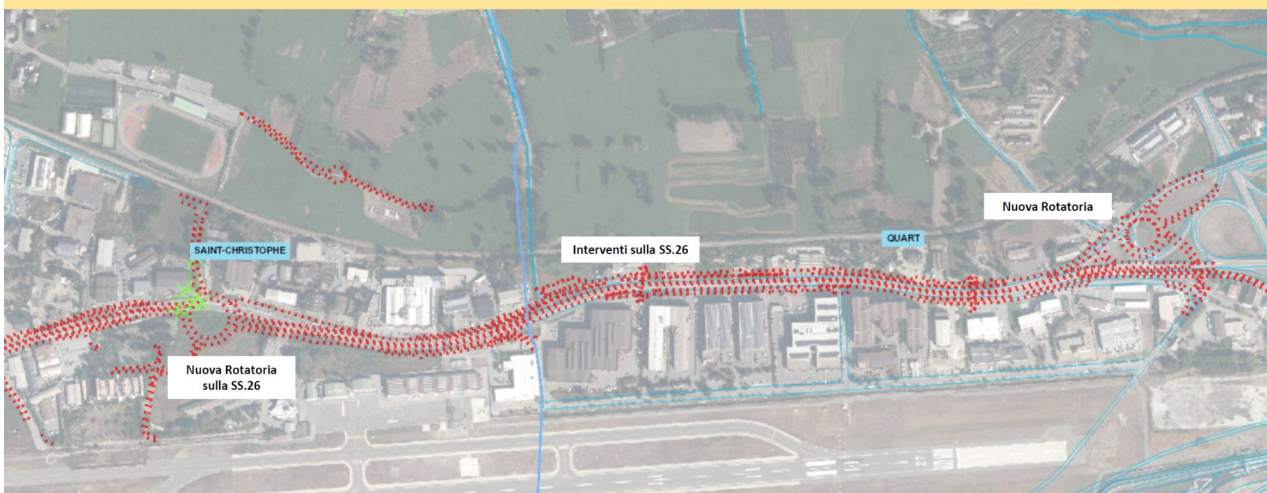 Nuova Rotatoria
SAINT-CHRISTOPHE
Interventi sulla SS.26
QUART
Nuova Rotatoria
sulla SS.26